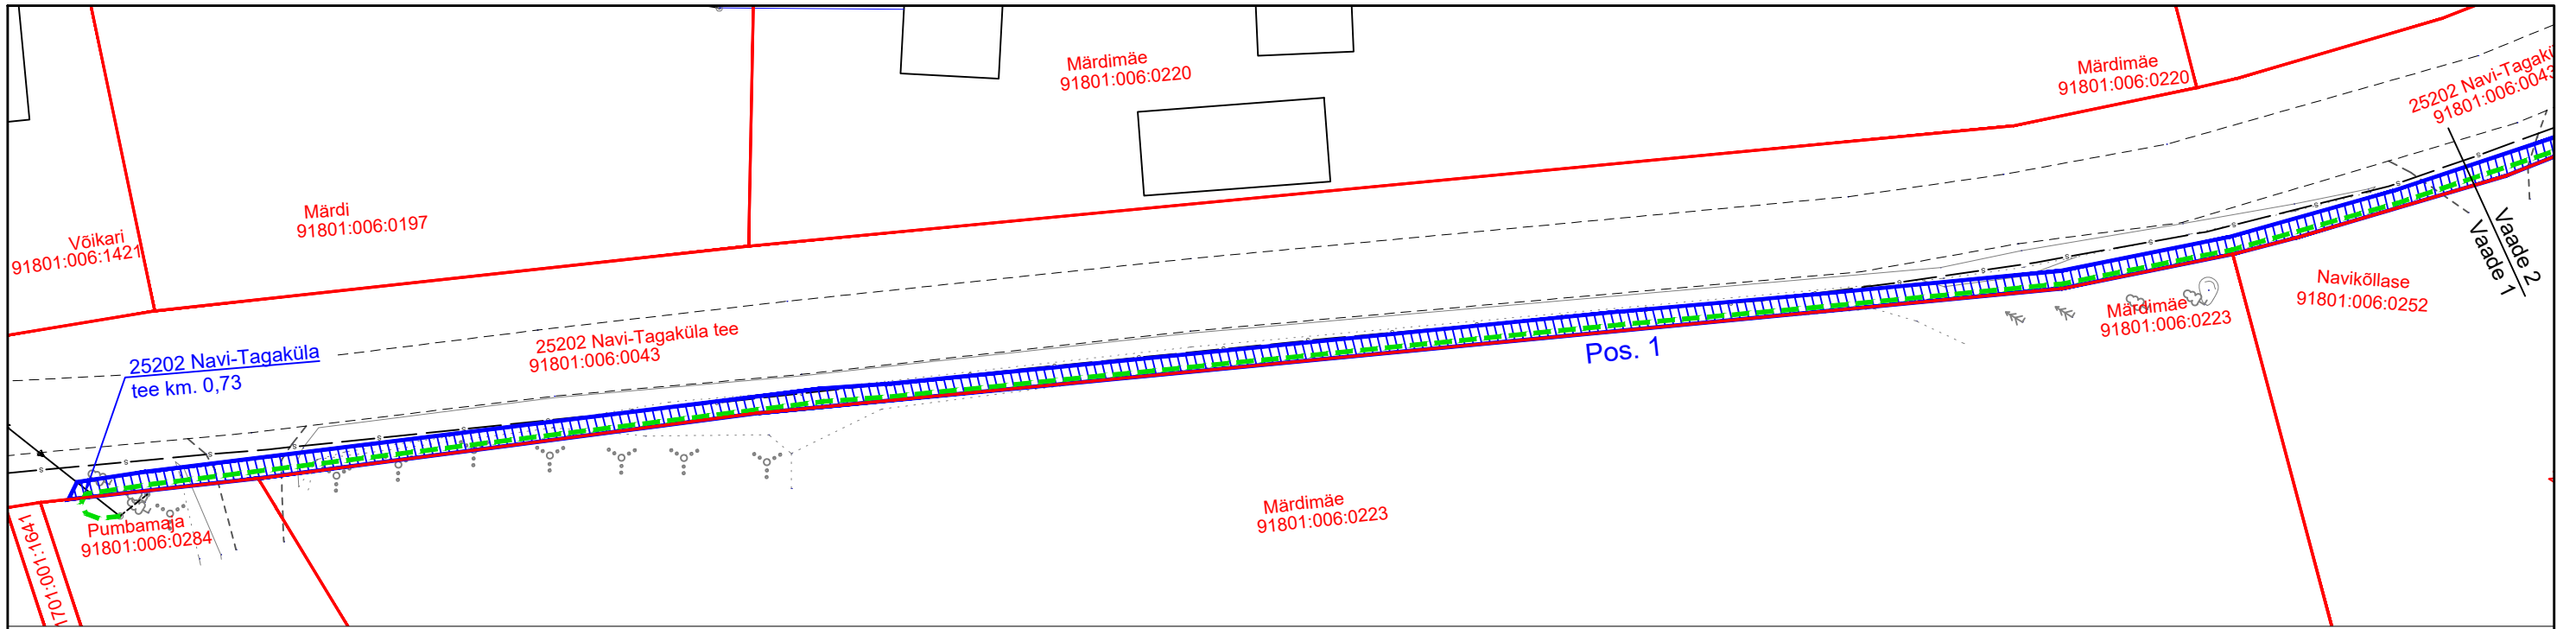 Märdimäe
91801:006:0220
Märdimäe
91801:006:0220
25202 Navi-Tagakü
91801:006:0043
Märdi
91801:006:0197
Võikari
91801:006:1421
Vaade 2
Vaade 1
Navikõllase
91801:006:0252
Märdimäe
91801:006:0223
25202 Navi-Tagaküla tee
91801:006:0043
25202 Navi-Tagaküla
tee km. 0,73
Pos. 1
Märdimäe
91801:006:0223
Pumbamaja
91801:006:0284
1701:001:1641